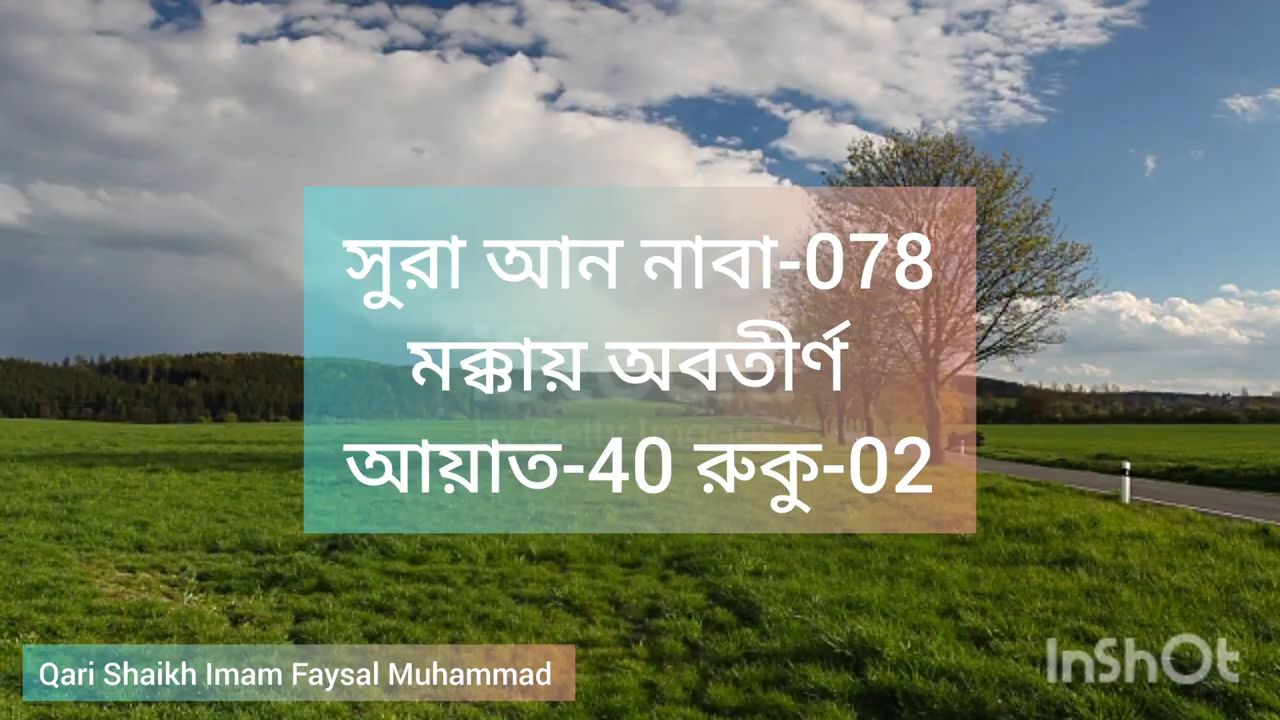 সুরা আন নাবা-078
মক্কায় অবতীর্ণ
আয়াত-40 রুকু-02
Qari Shaikh Imam Faysal Muhammad
InShOt